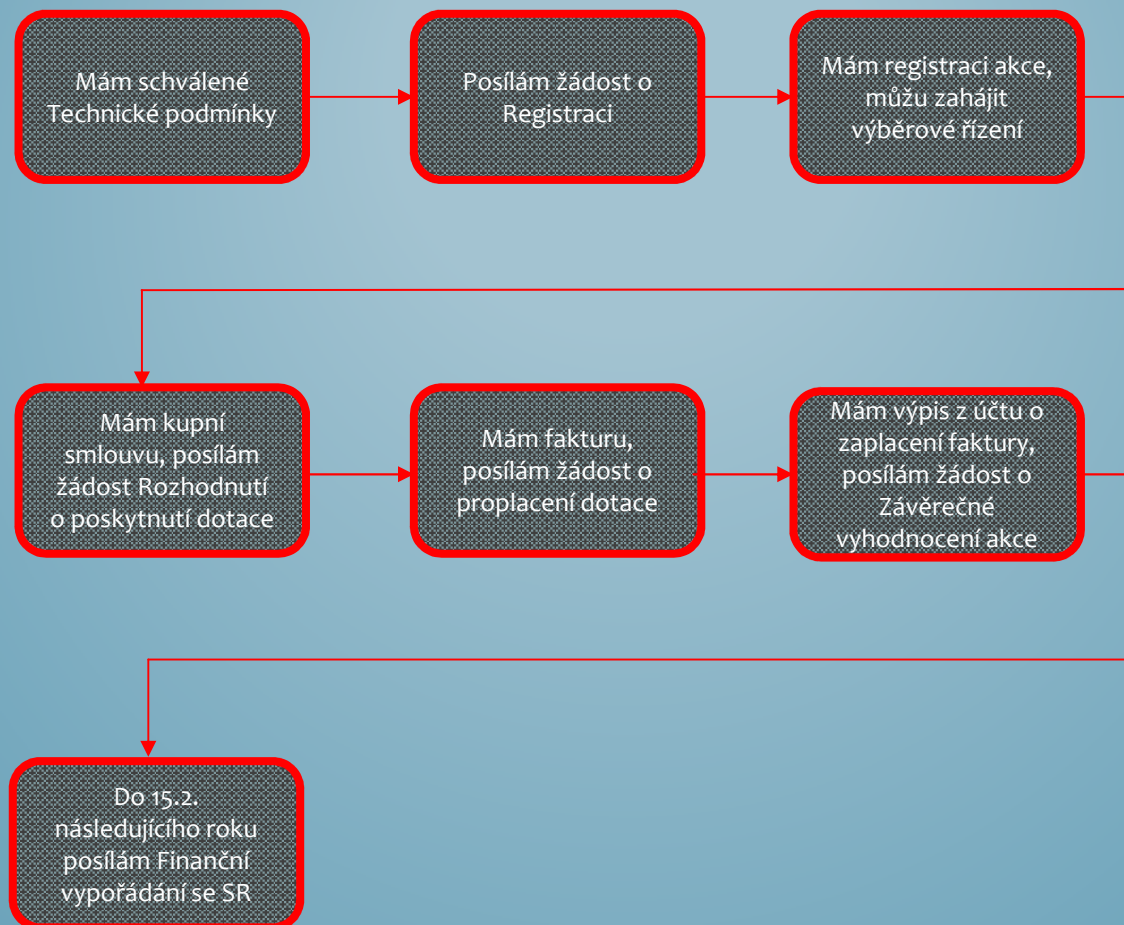 Mám schválené
Technické podmínky
Posílám žádost o
Registraci
Mám registraci akce,
můžu zahájit
výběrové řízení
Mám kupní
smlouvu, posílám
žádost Rozhodnutí
o poskytnutí dotace
Mám fakturu,
posílám žádost o
proplacení dotace
Mám výpis z účtu o
zaplacení faktury,
posílám žádost o
Závěrečné
vyhodnocení akce
Do 15.2.
následujícího roku
posílám Finanční
vypořádání se SR